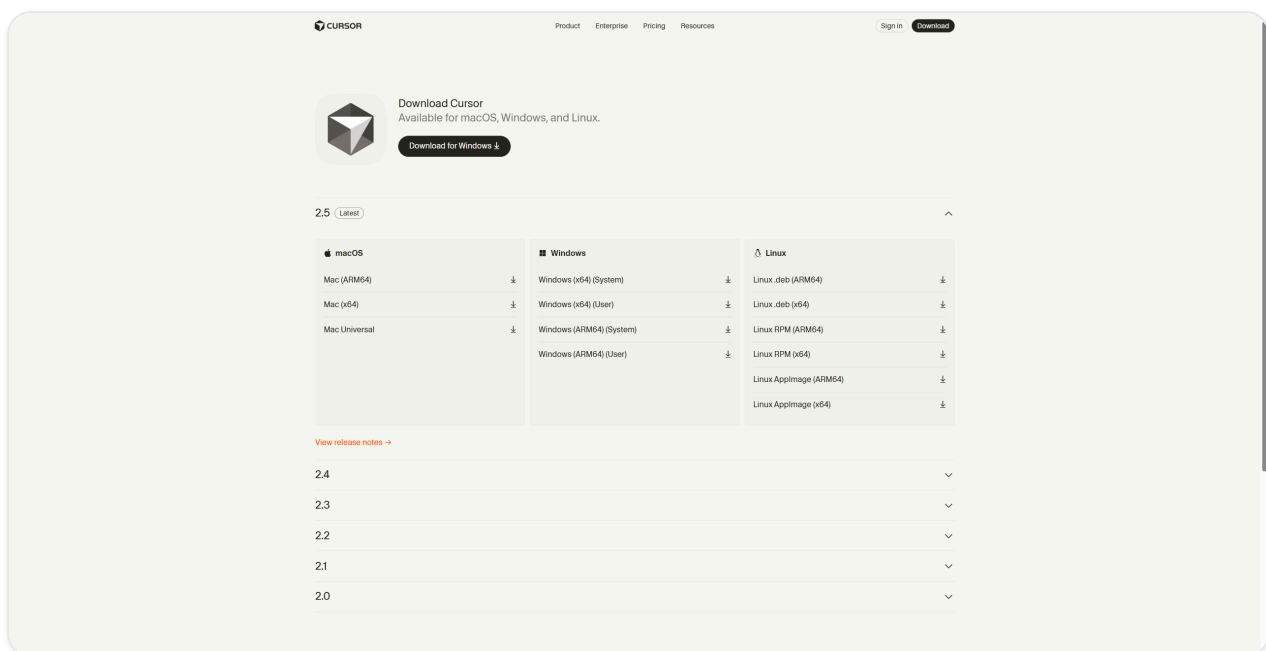 CURSOR
Product Enterprise Pricing Resources
Sign in Download
Download Cursor
Available for macOS, Windows, and Linux.
Download for Windows
2.5 Latest
macOS
Mac (ARM64)
Mac (x64)
Mac Universal
Windows
Windows (x64) (System)
Windows (x64) (User)
Windows (ARM64) (System)
Windows (ARM64) (User)
Linux
Linux .deb (ARM64)
Linux .deb (x64)
Linux RPM (ARM64)
Linux RPM (x64)
Linux AppImage (ARM64)
Linux AppImage (x64)
View release notes →
2.4
2.3
2.2
2.1
2.0